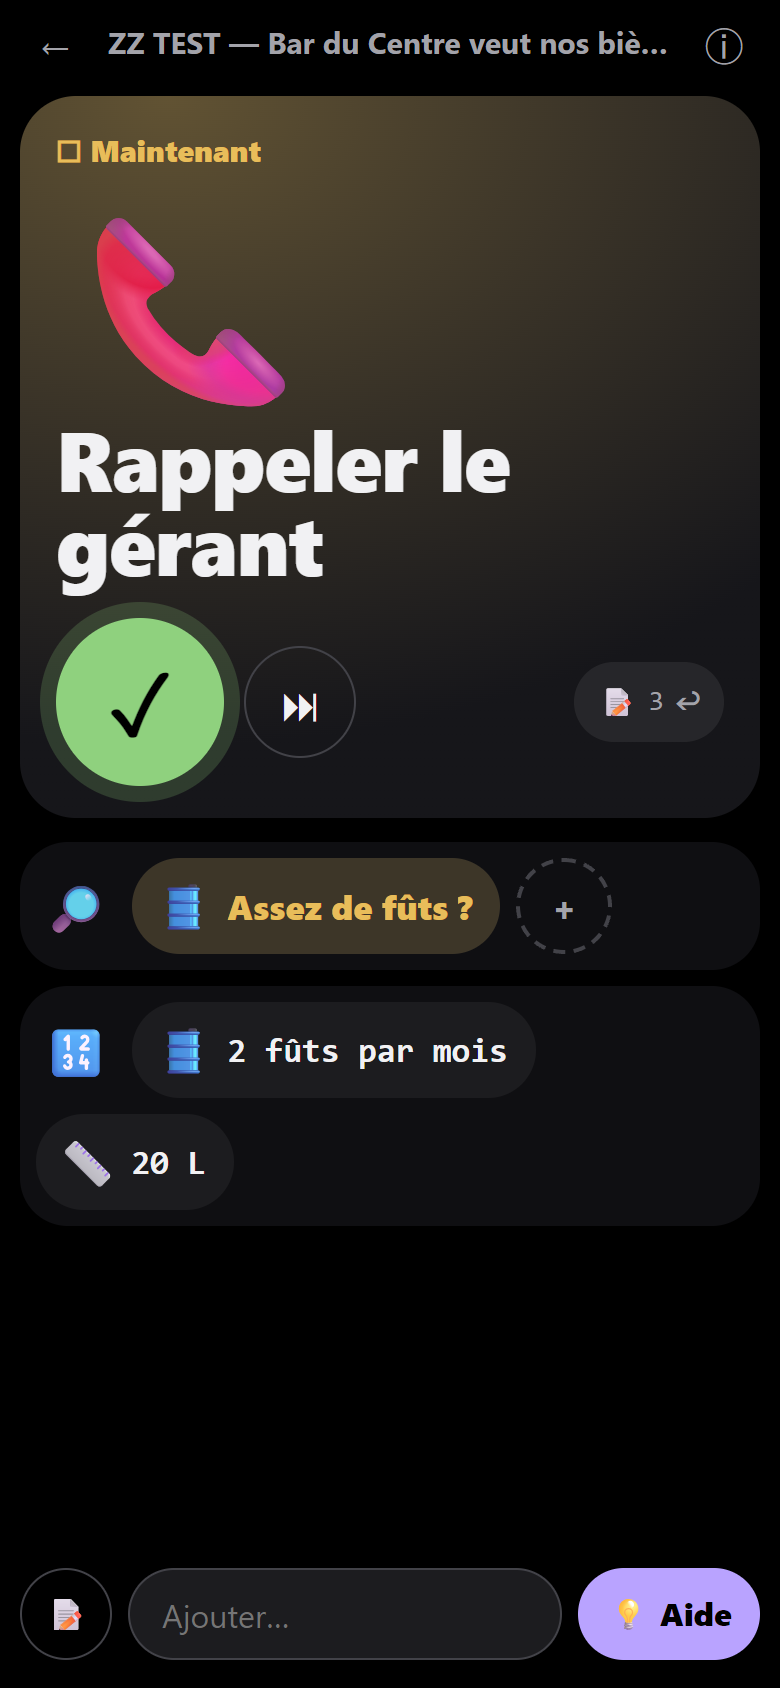 ← ZZ TEST — Bar du Centre veut nos biè... ⓘ
☐ Maintenant
Rappeler le
gérant
3 ↩
Assez de fûts ? +
1234 2 fûts par mois
20 L
Ajouter... Aide